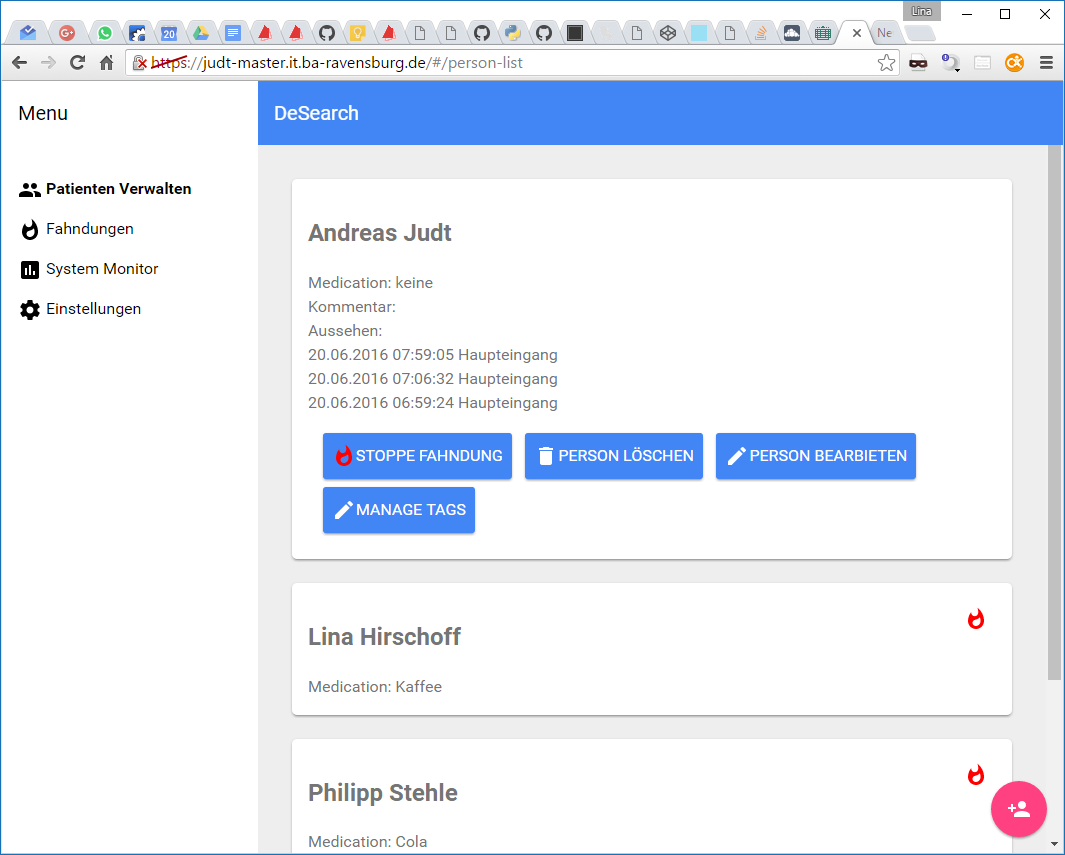 Lina
20
Ne
https://judt-master.it.ba-ravensburg.de/#/person-list
Menu
DeSearch
Patienten Verwalten
Fahndungen
System Monitor
Einstellungen
Andreas Judt
Medication: keine
Kommentar:
Aussehen:
20.06.2016 07:59:05 Haupteingang
20.06.2016 07:06:32 Haupteingang
20.06.2016 06:59:24 Haupteingang
STOPPE FAHNDUNG
PERSON LÖSCHEN
PERSON BEARBEITEN
MANAGE TAGS
Lina Hirschoff
Medication: Kaffee
Philipp Stehle
Medication: Cola